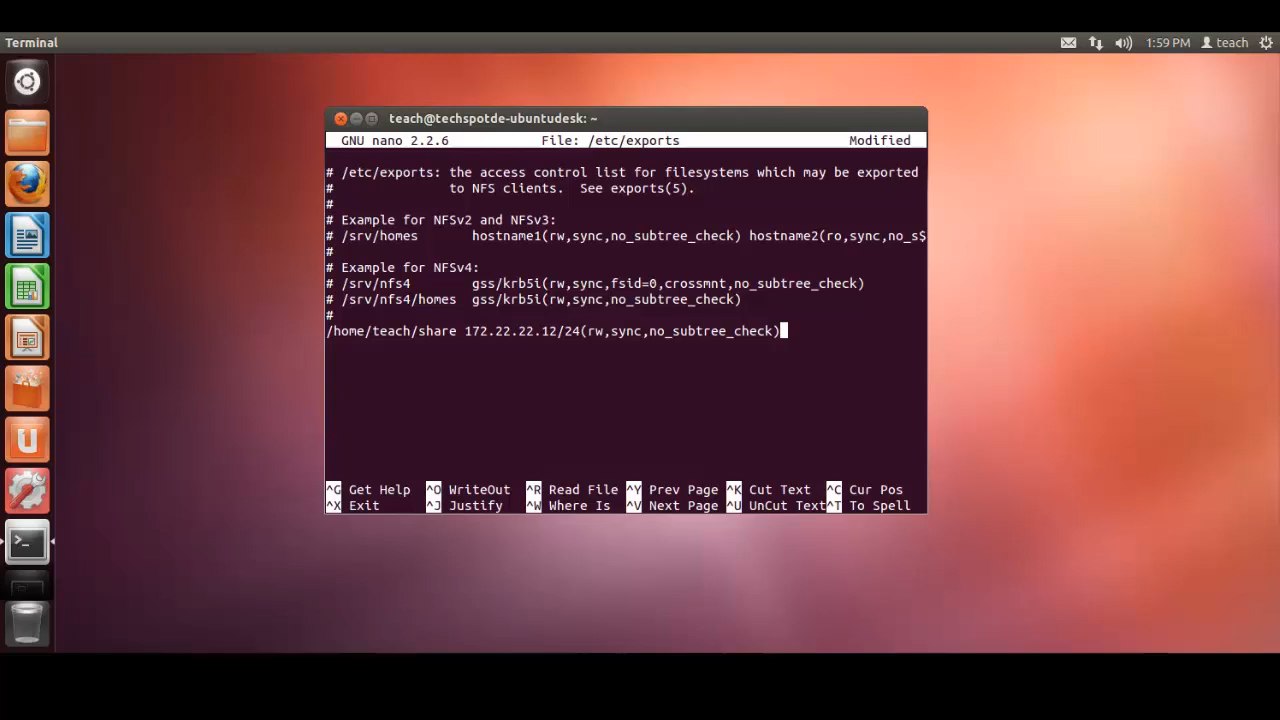 Terminal
1:59 PM teach
teach@techspotde-ubuntudesk: ~
GNU nano 2.2.6 File: /etc/exports Modified
# /etc/exports: the access control list for filesystems which may be exported
# to NFS clients. See exports(5).
#
# Example for NFSv2 and NFSv3:
# /srv/homes hostname1(rw,sync,no_subtree_check) hostname2(ro,sync,no_s$
#
# Example for NFSv4:
# /srv/nfs4 gss/krb5i(rw,sync,fsid=0,crossmnt,no_subtree_check)
# /srv/nfs4/homes gss/krb5i(rw,sync,no_subtree_check)
#
/home/teach/share 172.22.22.12/24(rw,sync,no_subtree_check)
^G Get Help ^O WriteOut ^R Read File ^Y Prev Page ^K Cut Text ^C Cur Pos
^X Exit ^J Justify ^W Where Is ^V Next Page ^U UnCut Text ^T To Spell